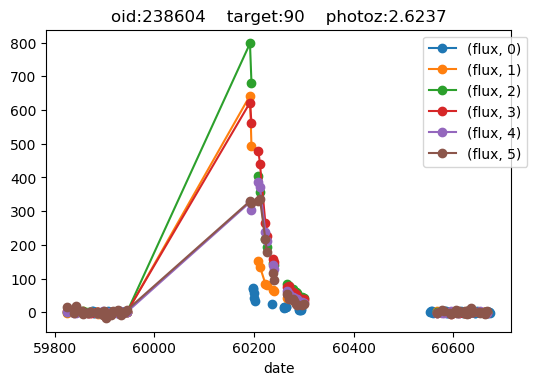 oid:238604    target:90    photoz:2.6237
800
700
600
500
400
300
200
100
0
59800
60000
60200
60400
60600
date
(flux, 0)
(flux, 1)
(flux, 2)
(flux, 3)
(flux, 4)
(flux, 5)